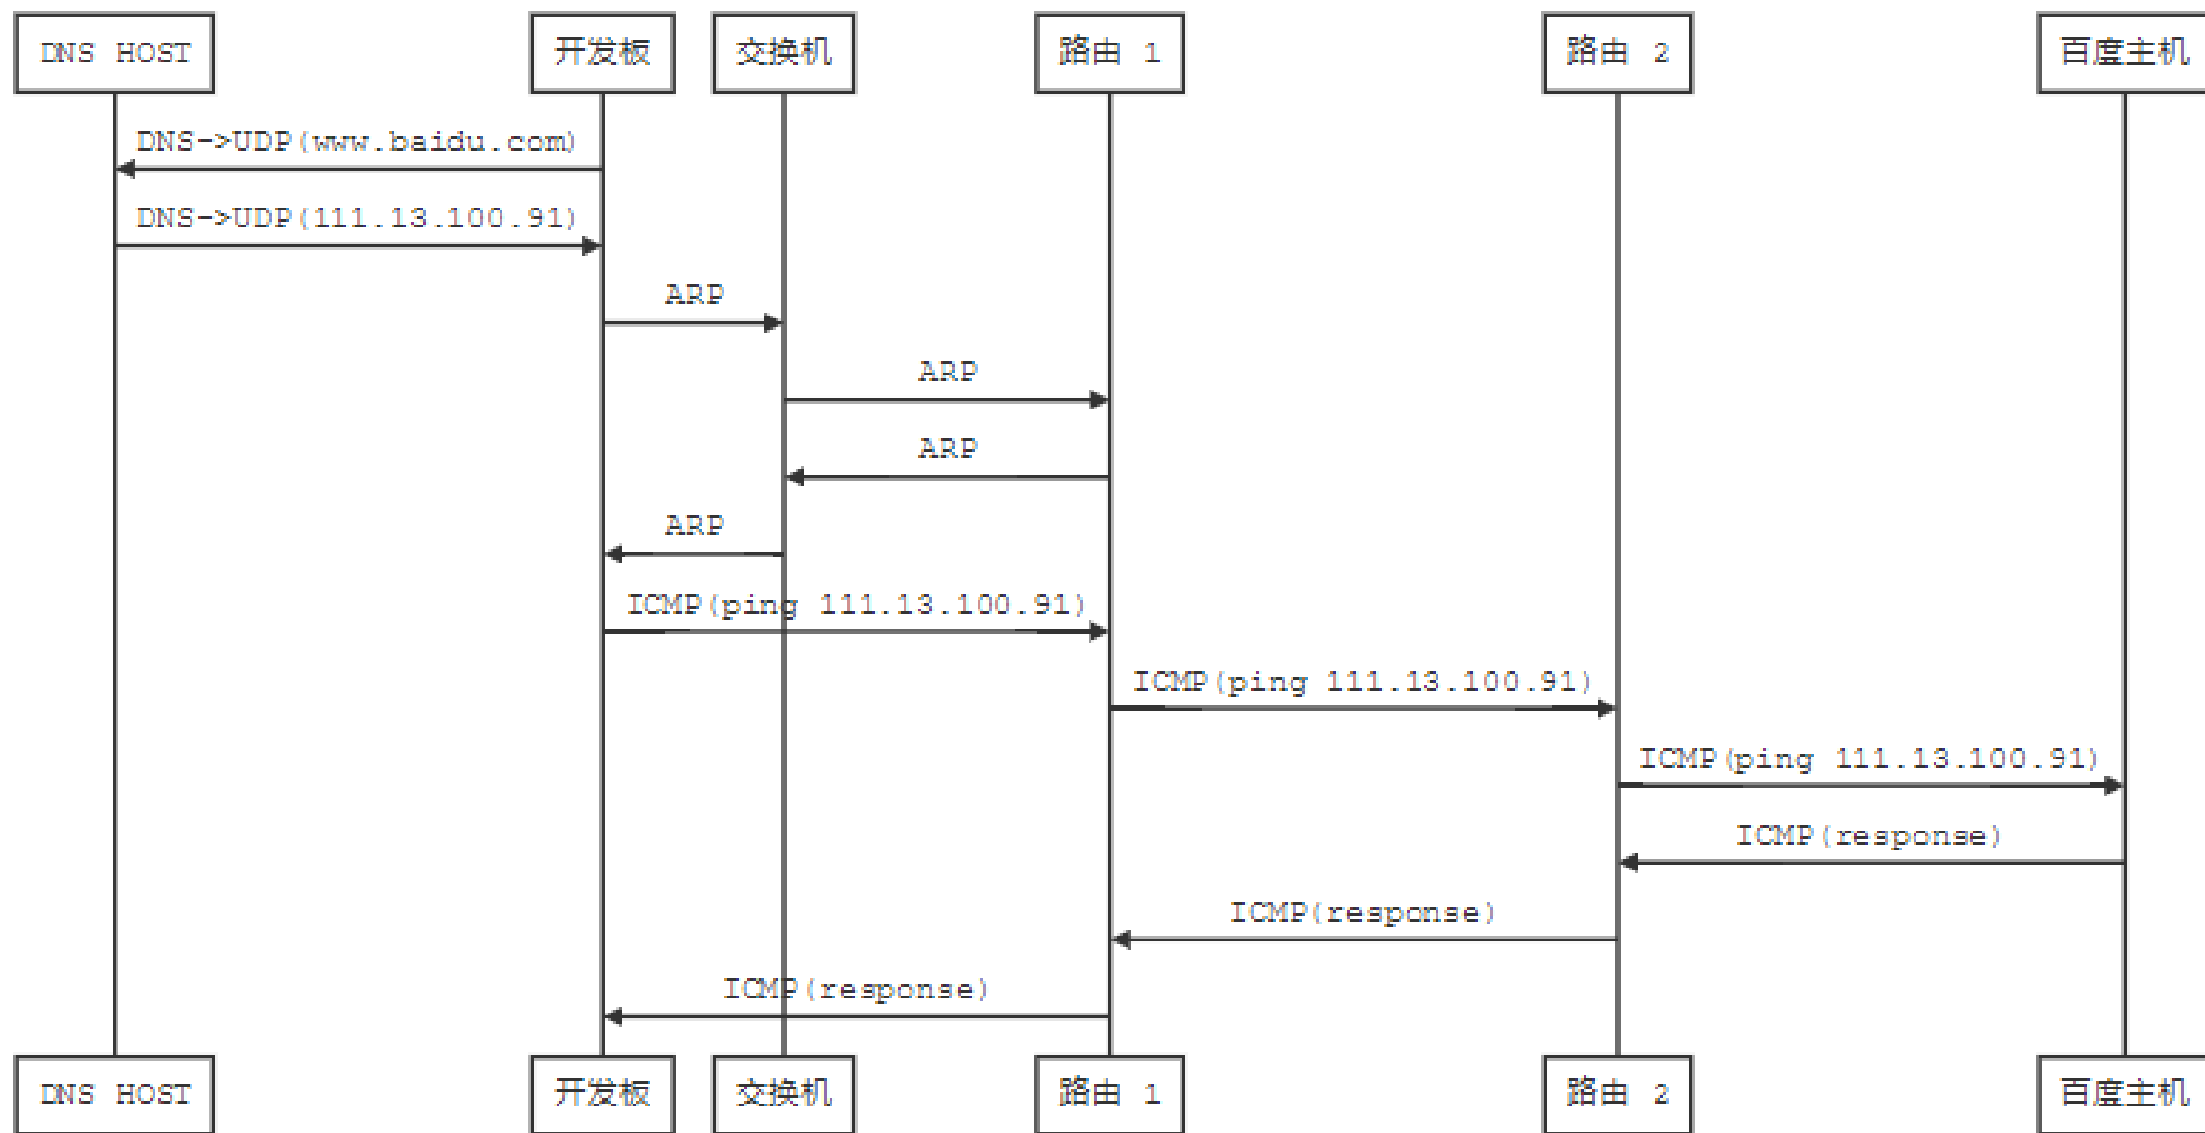 DNS HOST
开发板
交换机
路由 1
路由 2
百度主机
DNS->UDP(www.baidu.com)
DNS->UDP(111.13.100.91)
ARP
ARP
ARP
ARP
ICMP(ping 111.13.100.91)
ICMP(ping 111.13.100.91)
ICMP(ping 111.13.100.91)
ICMP(response)
ICMP(response)
ICMP(response)
DNS HOST
开发板
交换机
路由 1
路由 2
百度主机